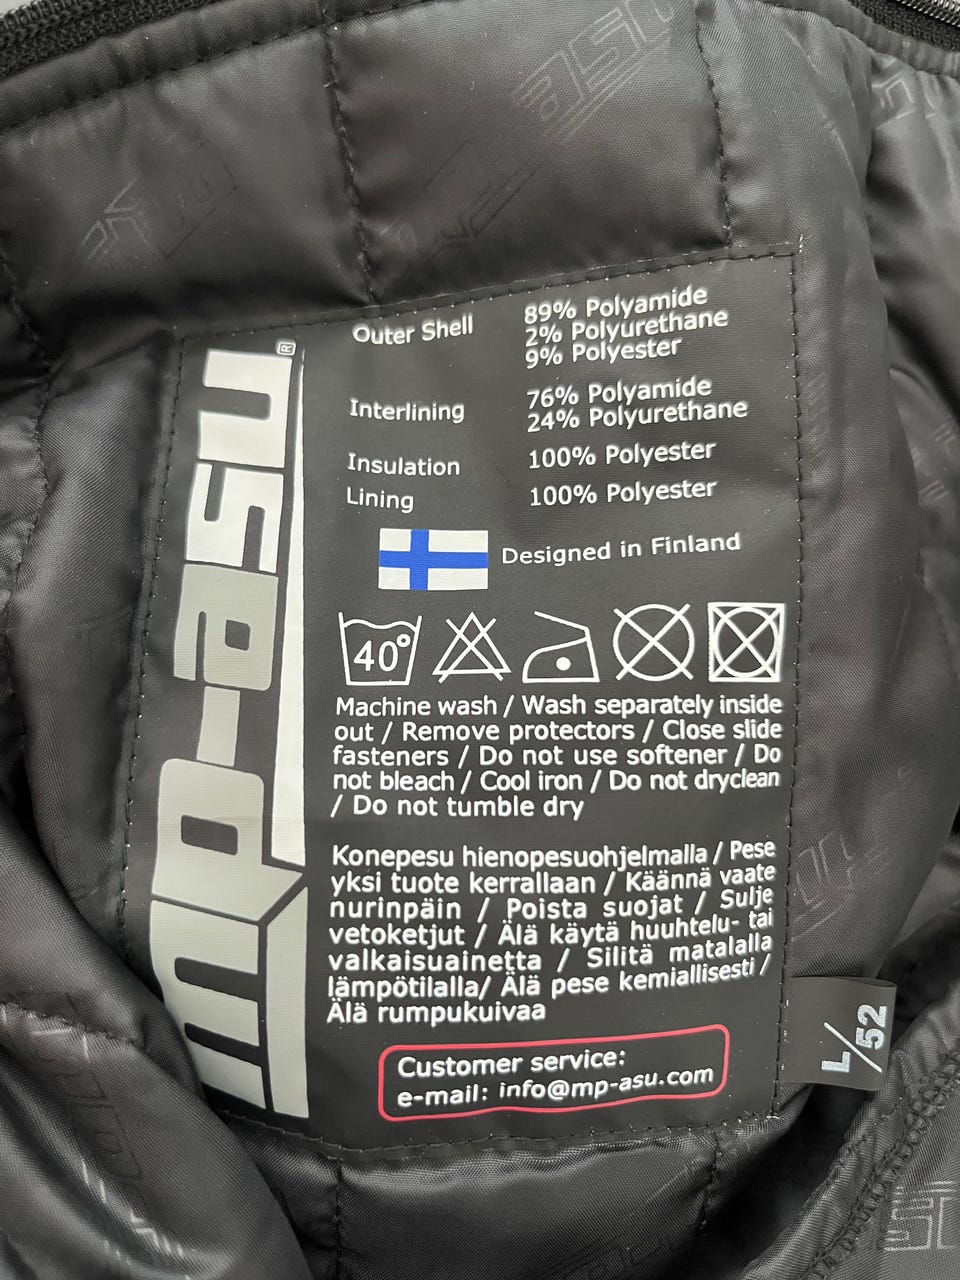 mp-asu®
Outer Shell
89% Polyamide
2% Polyurethane
9% Polyester
Interlining
76% Polyamide
24% Polyurethane
Insulation
100% Polyester
Lining
100% Polyester
Designed in Finland
40°
Machine wash / Wash separately inside
out / Remove protectors / Close slide
fasteners / Do not use softener / Do
not bleach / Cool iron / Do not dryclean
/ Do not tumble dry
Konepesu hienopesuohjelmalla / Pese
yksi tuote kerrallaan / Käännä vaate
nurinpäin / Poista suojat / Sulje
vetoketjut / Älä käytä huuhtelu- tai
valkaisuainetta / Silitä matalalla
lämpötilalla/ Älä pese kemiallisesti /
Älä rumpukuivaa
Customer service:
e-mail: info@mp-asu.com
L/52